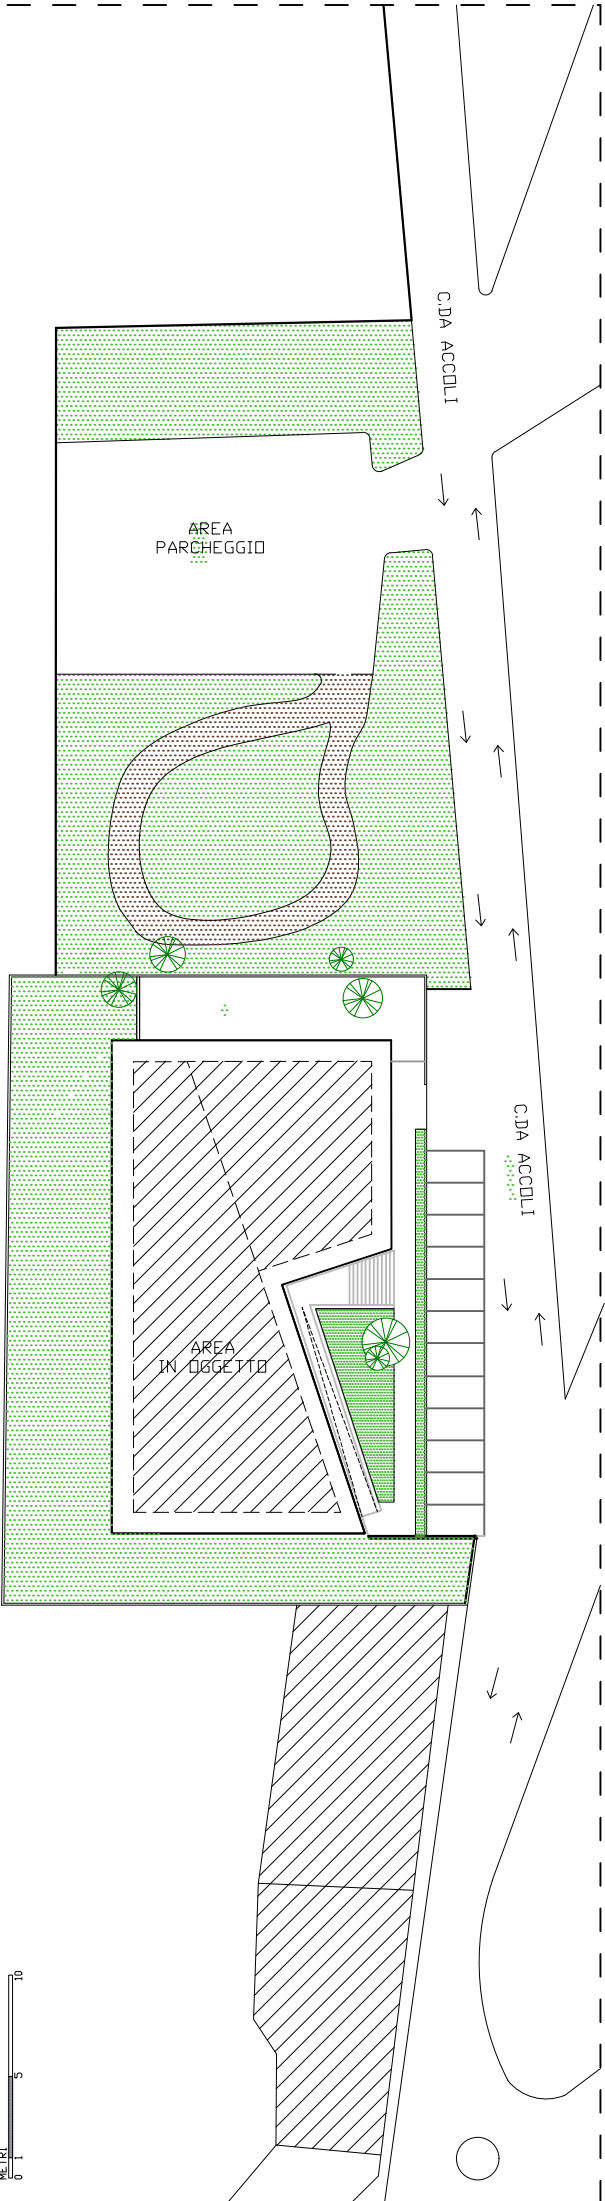 C.DA ACCOLI
AREA
PARCHEGGIO
C.DA ACCOLI
AREA
IN OGGETTO
10
5
1
0
METRI